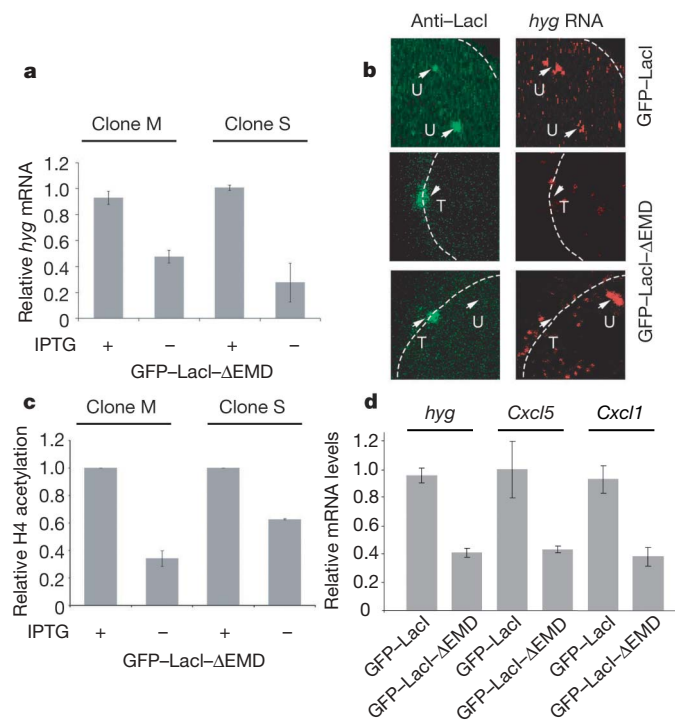 a
Clone M Clone S
Relative hyg mRNA
1.2
1.0
0.8
0.6
0.4
0.2
0
IPTG + − + −
GFP–LacI–ΔEMD
b
Anti–LacI hyg RNA
U U
U U
GFP–LacI
T T
U U
T T
GFP–LacI–ΔEMD
c
Clone M Clone S
Relative H4 acetylation
1.2
1.0
0.8
0.6
0.4
0.2
0
IPTG + − + −
GFP–LacI–ΔEMD
d
hyg Cxcl5 Cxcl1
Relative mRNA levels
1.2
1.0
0.8
0.6
0.4
0.2
0
GFP–LacI
GFP–LacI–ΔEMD
GFP–LacI
GFP–LacI–ΔEMD
GFP–LacI
GFP–LacI–ΔEMD